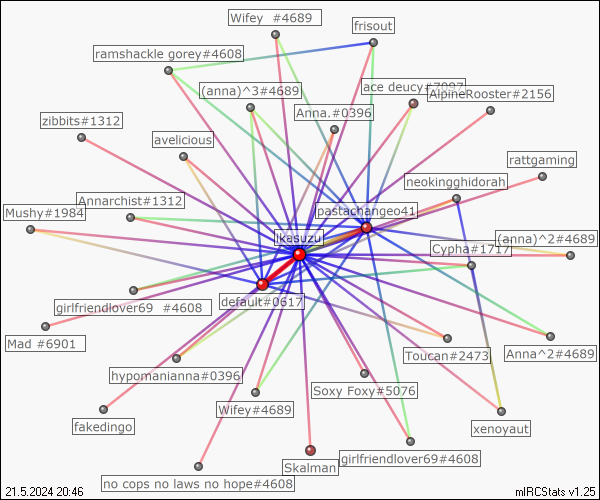 Wifey  #4689
frisout
ramshackle gorey#4608
(anna)^3#4689
AlpineRooster#2156
Anna.#0396
zibbits#1312
avelicious
rattgaming
neokingghidorah
Annarchist#1312
Mushy#1984
pastachangeo41
ikasuzu
(anna)^2#4689
Cypha#1717
default#0617
girlfriendlover69  #4608
Mad #6901
Toucan#2473
Anna^2#4689
hypomanianna#0396
Soxy Foxy#5076
Wifey#4689
fakedingo
xenoyaut
girlfriendlover69#4608
Skalman
no cops no laws no hope#4608
21.5.2024 20:46
mIRCStats v1.25